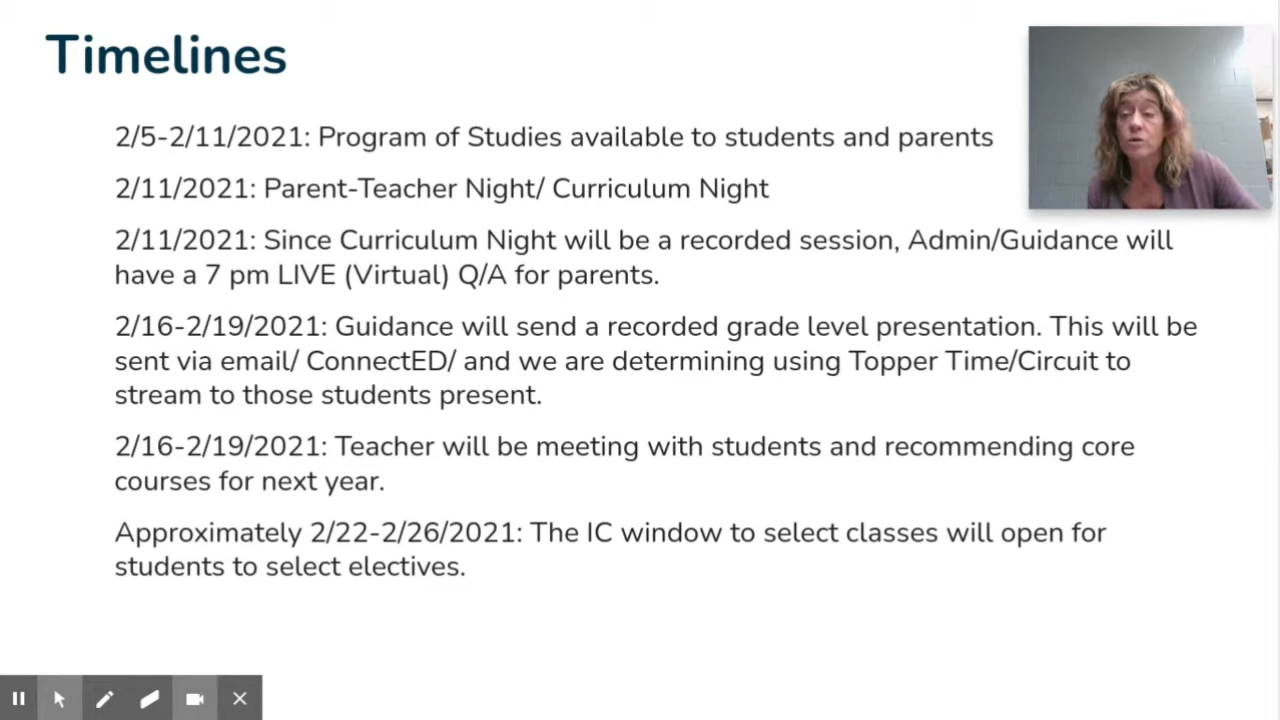 Timelines
2/5-2/11/2021: Program of Studies available to students and parents
2/11/2021: Parent-Teacher Night/ Curriculum Night
2/11/2021: Since Curriculum Night will be a recorded session, Admin/Guidance will
have a 7 pm LIVE (Virtual) Q/A for parents.
2/16-2/19/2021: Guidance will send a recorded grade level presentation. This will be
sent via email/ ConnectED/ and we are determining using Topper Time/Circuit to
stream to those students present.
2/16-2/19/2021: Teacher will be meeting with students and recommending core
courses for next year.
Approximately 2/22-2/26/2021: The IC window to select classes will open for
students to select electives.